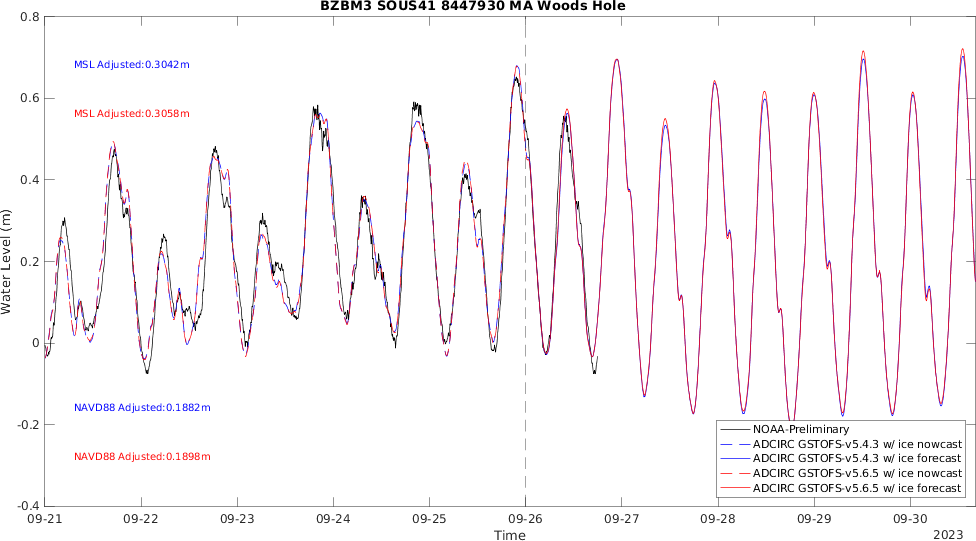 BZBM3 SOUS41 8447930 MA Woods Hole
0.8
0.6
0.4
0.2
0
-0.2
-0.4
Water Level (m)
MSL Adjusted:0.3042m
MSL Adjusted:0.3058m
NAVD88 Adjusted:0.1882m
NAVD88 Adjusted:0.1898m
NOAA-Preliminary
ADCIRC GSTOFS-v5.4.3 w/ ice nowcast
ADCIRC GSTOFS-v5.4.3 w/ ice forecast
ADCIRC GSTOFS-v5.6.5 w/ ice nowcast
ADCIRC GSTOFS-v5.6.5 w/ ice forecast
09-21 09-22 09-23 09-24 09-25 09-26 09-27 09-28 09-29 09-30
Time
2023